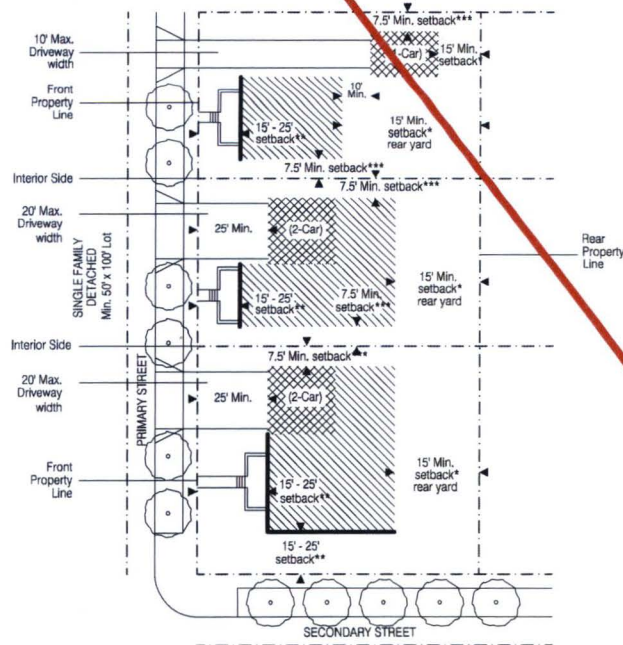 7.5' Min. setback***
10' Max.
Driveway
width
15' Min.
setback*
Front
Property
Line
10'
Min.
15' - 25'
setback**
15' Min.
setback*
rear yard
7.5' Min. setback***
Interior Side
7.5' Min. setback***
20' Max.
Driveway
width
25' Min.
(2-Car)
SINGLE FAMILY
DETACHED
Min. 50' x 100' Lot
Rear
Property
Line
15' - 25'
setback**
7.5' Min.
setback***
15' Min.
setback*
rear yard
Interior Side
7.5' Min. setback***
20' Max.
Driveway
width
PRIMARY STREET
25' Min.
(2-Car)
Front
Property
Line
15' - 25'
setback**
15' Min.
setback*
rear yard
15' - 25'
setback**
SECONDARY STREET